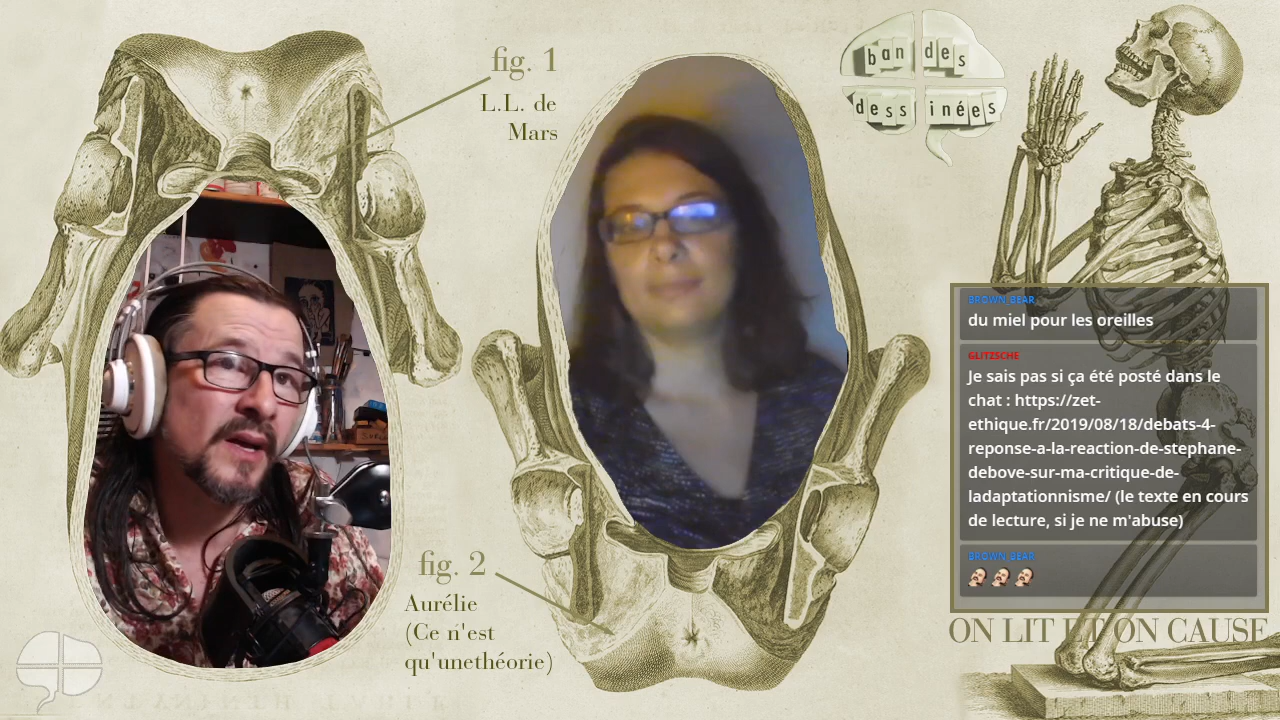 fig. 1
L.L. de
Mars
ban des
dess inées
BROWN BEAR
du miel pour les oreilles
GLITZSCHE
Je sais pas si ça été posté dans le
chat : https://zet-
ethique.fr/2019/08/18/debats-4-
reponse-a-la-reaction-de-stephane-
debove-sur-ma-critique-de-
ladaptationnisme/ (le texte en cours
de lecture, si je ne m'abuse)
BROWN BEAR
fig. 2
Aurélie
(Ce n'est
qu'unethéorie)
ON LIT ET ON CAUSE